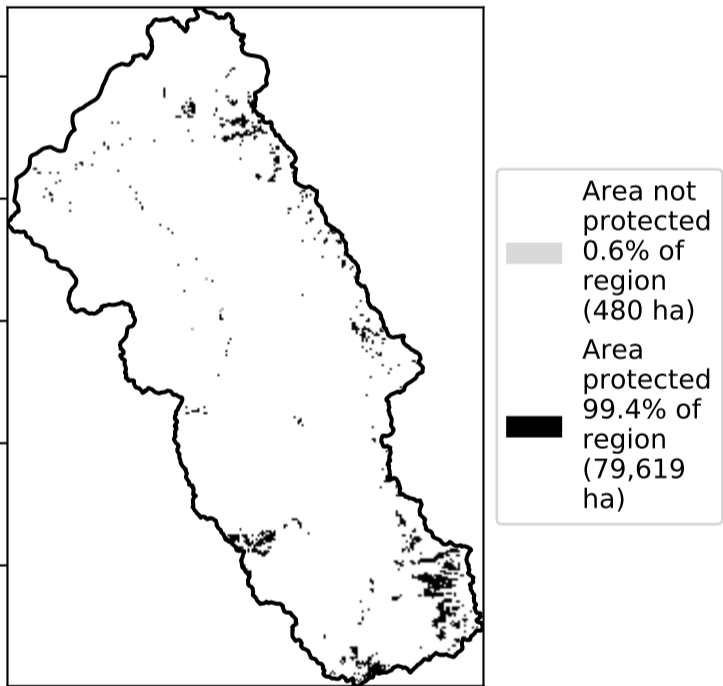 Area not
protected
0.6% of
region
(480 ha)
Area
protected
99.4% of
region
(79,619
ha)